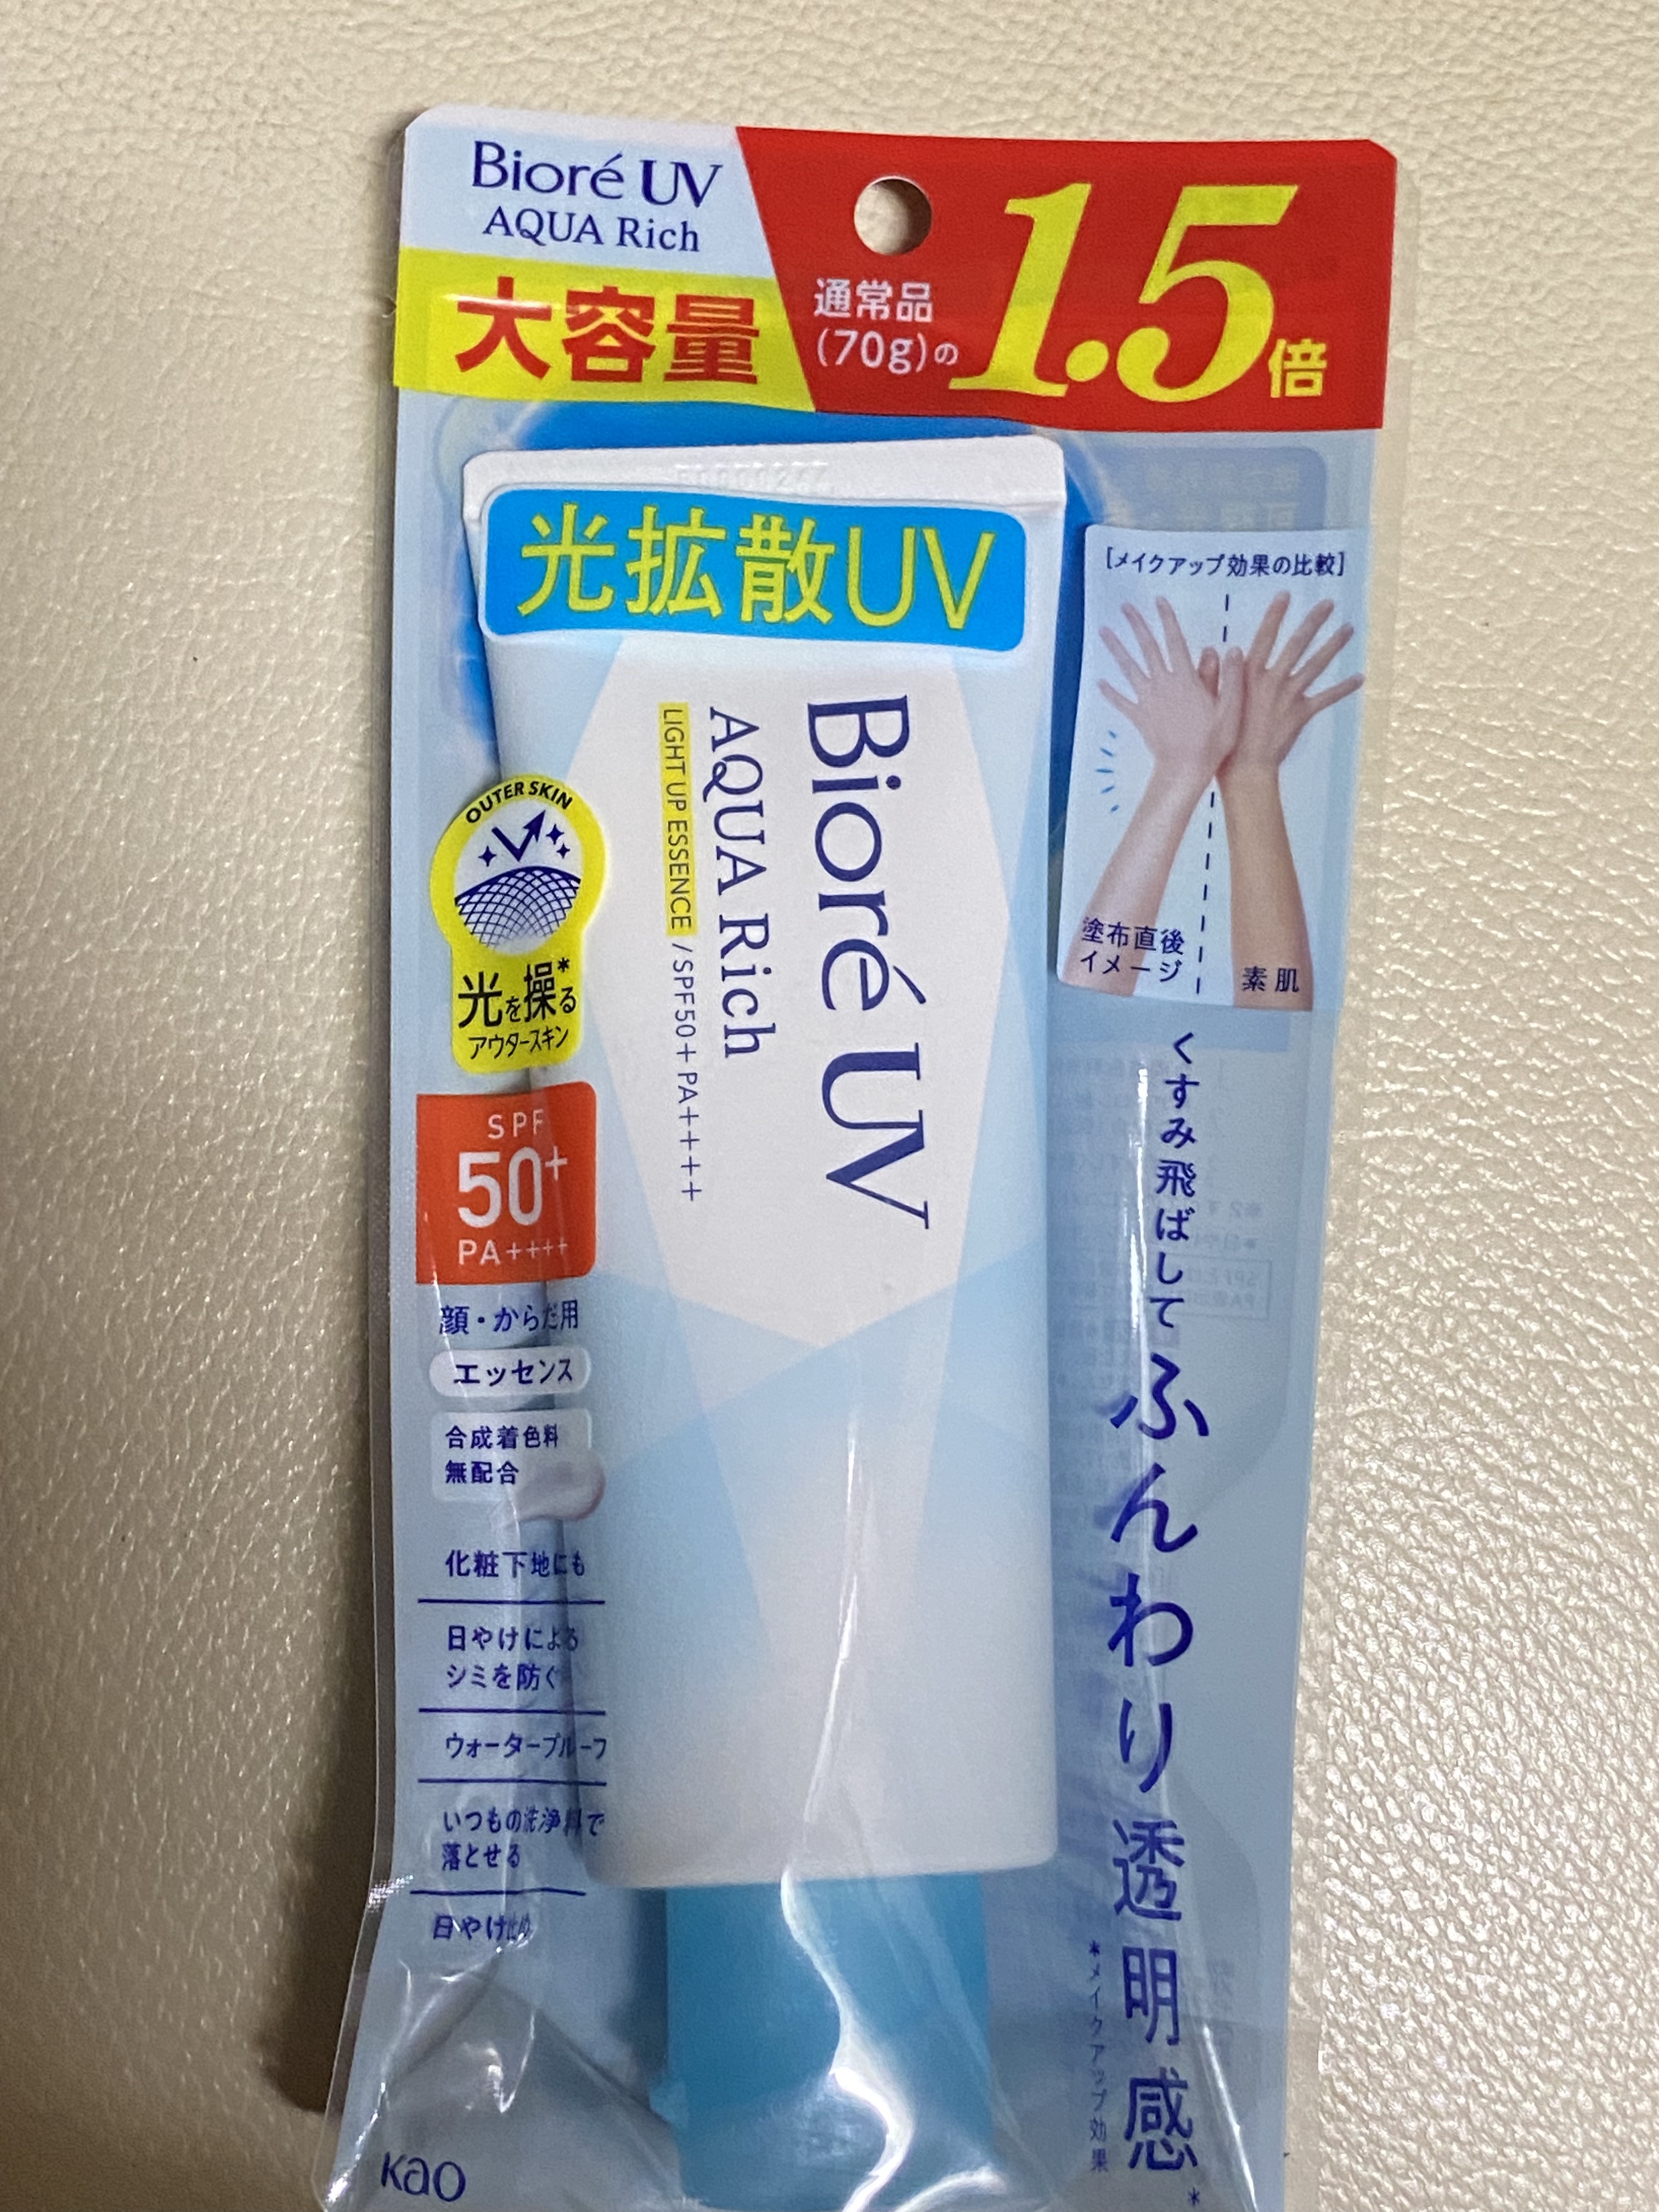 Bioré UV
AQUA Rich
大容量
通常品
(70g)の
1.5倍
光拡散UV
Bioré UV
AQUA Rich
LIGHT UP ESSENCE / SPF50+ PA++++
[メイクアップ効果の比較]
塗布直後
イメージ
素肌
OUTER SKIN
光を操る*
アウタースキン
SPF
50+
PA++++
顔・からだ用
エッセンス
合成着色料
無配合
化粧下地にも
日やけによる
シミを防ぐ
ウォータープルーフ
いつもの洗浄料で
落とせる
日やけ止め
くすみ飛ばしてふんわり透明感*
*メイクアップ効果
Kao